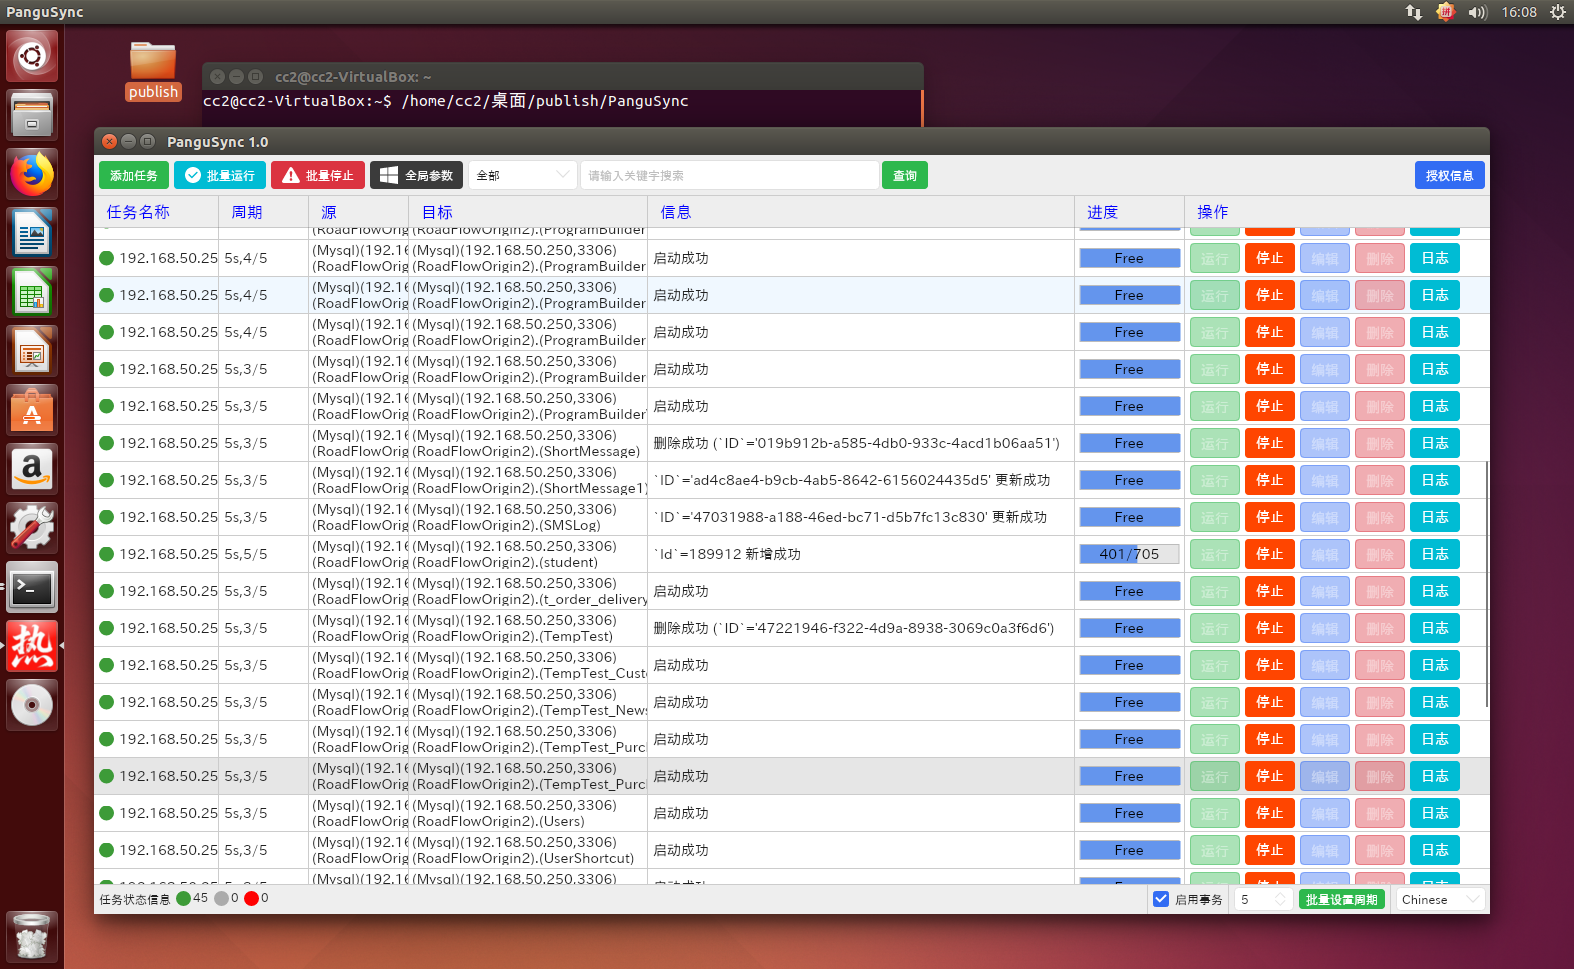 PanguSync
16:08
publish
cc2@cc2-VirtualBox: ~
cc2@cc2-VirtualBox:~$ /home/cc2/桌面/publish/PanguSync
PanguSync 1.0
添加任务 批量运行 批量停止 全局参数 全部 请输入关键字搜索 查询 授权信息
任务名称 周期 源 目标 信息 进度 操作
(RoadFlowOrig (RoadFlowOrigin2).(ProgramBuilder
(Mysql)(192.16 (Mysql)(192.168.50.250,3306)
192.168.50.25 5s,4/5 启动成功 Free 运行 停止 编辑 删除 日志
(RoadFlowOrig (RoadFlowOrigin2).(ProgramBuilder
(Mysql)(192.16 (Mysql)(192.168.50.250,3306)
192.168.50.25 5s,4/5 启动成功 Free 运行 停止 编辑 删除 日志
(RoadFlowOrig (RoadFlowOrigin2).(ProgramBuilder
(Mysql)(192.16 (Mysql)(192.168.50.250,3306)
192.168.50.25 5s,4/5 启动成功 Free 运行 停止 编辑 删除 日志
(RoadFlowOrig (RoadFlowOrigin2).(ProgramBuilder
(Mysql)(192.16 (Mysql)(192.168.50.250,3306)
192.168.50.25 5s,3/5 启动成功 Free 运行 停止 编辑 删除 日志
(RoadFlowOrig (RoadFlowOrigin2).(ProgramBuilder
(Mysql)(192.16 (Mysql)(192.168.50.250,3306)
192.168.50.25 5s,3/5 启动成功 Free 运行 停止 编辑 删除 日志
(RoadFlowOrig (RoadFlowOrigin2).(ProgramBuilder
(Mysql)(192.16 (Mysql)(192.168.50.250,3306)
192.168.50.25 5s,3/5 删除成功 (`ID`='019b912b-a585-4db0-933c-4acd1b06aa51') Free 运行 停止 编辑 删除 日志
(RoadFlowOrig (RoadFlowOrigin2).(ShortMessage)
(Mysql)(192.16 (Mysql)(192.168.50.250,3306)
192.168.50.25 5s,3/5 `ID`='ad4c8ae4-b9cb-4ab5-8642-6156024435d5' 更新成功 Free 运行 停止 编辑 删除 日志
(RoadFlowOrig (RoadFlowOrigin2).(ShortMessage1)
(Mysql)(192.16 (Mysql)(192.168.50.250,3306)
192.168.50.25 5s,3/5 `ID`='47031988-a188-46ed-bc71-d5b7fc13c830' 更新成功 Free 运行 停止 编辑 删除 日志
(RoadFlowOrig (RoadFlowOrigin2).(SMSLog)
(Mysql)(192.16 (Mysql)(192.168.50.250,3306)
192.168.50.25 5s,5/5 `Id`=189912 新增成功 401/705 运行 停止 编辑 删除 日志
(RoadFlowOrig (RoadFlowOrigin2).(student)
(Mysql)(192.16 (Mysql)(192.168.50.250,3306)
192.168.50.25 5s,3/5 启动成功 Free 运行 停止 编辑 删除 日志
(RoadFlowOrig (RoadFlowOrigin2).(t_order_delivery
(Mysql)(192.16 (Mysql)(192.168.50.250,3306)
192.168.50.25 5s,3/5 删除成功 (`ID`='47221946-f322-4d9a-8938-3069c0a3f6d6') Free 运行 停止 编辑 删除 日志
(RoadFlowOrig (RoadFlowOrigin2).(TempTest)
(Mysql)(192.16 (Mysql)(192.168.50.250,3306)
192.168.50.25 5s,3/5 启动成功 Free 运行 停止 编辑 删除 日志
(RoadFlowOrig (RoadFlowOrigin2).(TempTest_Cust
(Mysql)(192.16 (Mysql)(192.168.50.250,3306)
192.168.50.25 5s,3/5 启动成功 Free 运行 停止 编辑 删除 日志
(RoadFlowOrig (RoadFlowOrigin2).(TempTest_News
(Mysql)(192.16 (Mysql)(192.168.50.250,3306)
192.168.50.25 5s,3/5 启动成功 Free 运行 停止 编辑 删除 日志
(RoadFlowOrig (RoadFlowOrigin2).(TempTest_Purc
(Mysql)(192.16 (Mysql)(192.168.50.250,3306)
192.168.50.25 5s,3/5 启动成功 Free 运行 停止 编辑 删除 日志
(RoadFlowOrig (RoadFlowOrigin2).(TempTest_Purc
(Mysql)(192.16 (Mysql)(192.168.50.250,3306)
192.168.50.25 5s,3/5 启动成功 Free 运行 停止 编辑 删除 日志
(RoadFlowOrig (RoadFlowOrigin2).(Users)
(Mysql)(192.16 (Mysql)(192.168.50.250,3306)
192.168.50.25 5s,3/5 启动成功 Free 运行 停止 编辑 删除 日志
(RoadFlowOrig (RoadFlowOrigin2).(UserShortcut)
(Mysql)(192.16 (Mysql)(192.168.50.250,3306)
任务状态信息 45 0 0 启用事务 5 批量设置周期 Chinese
热